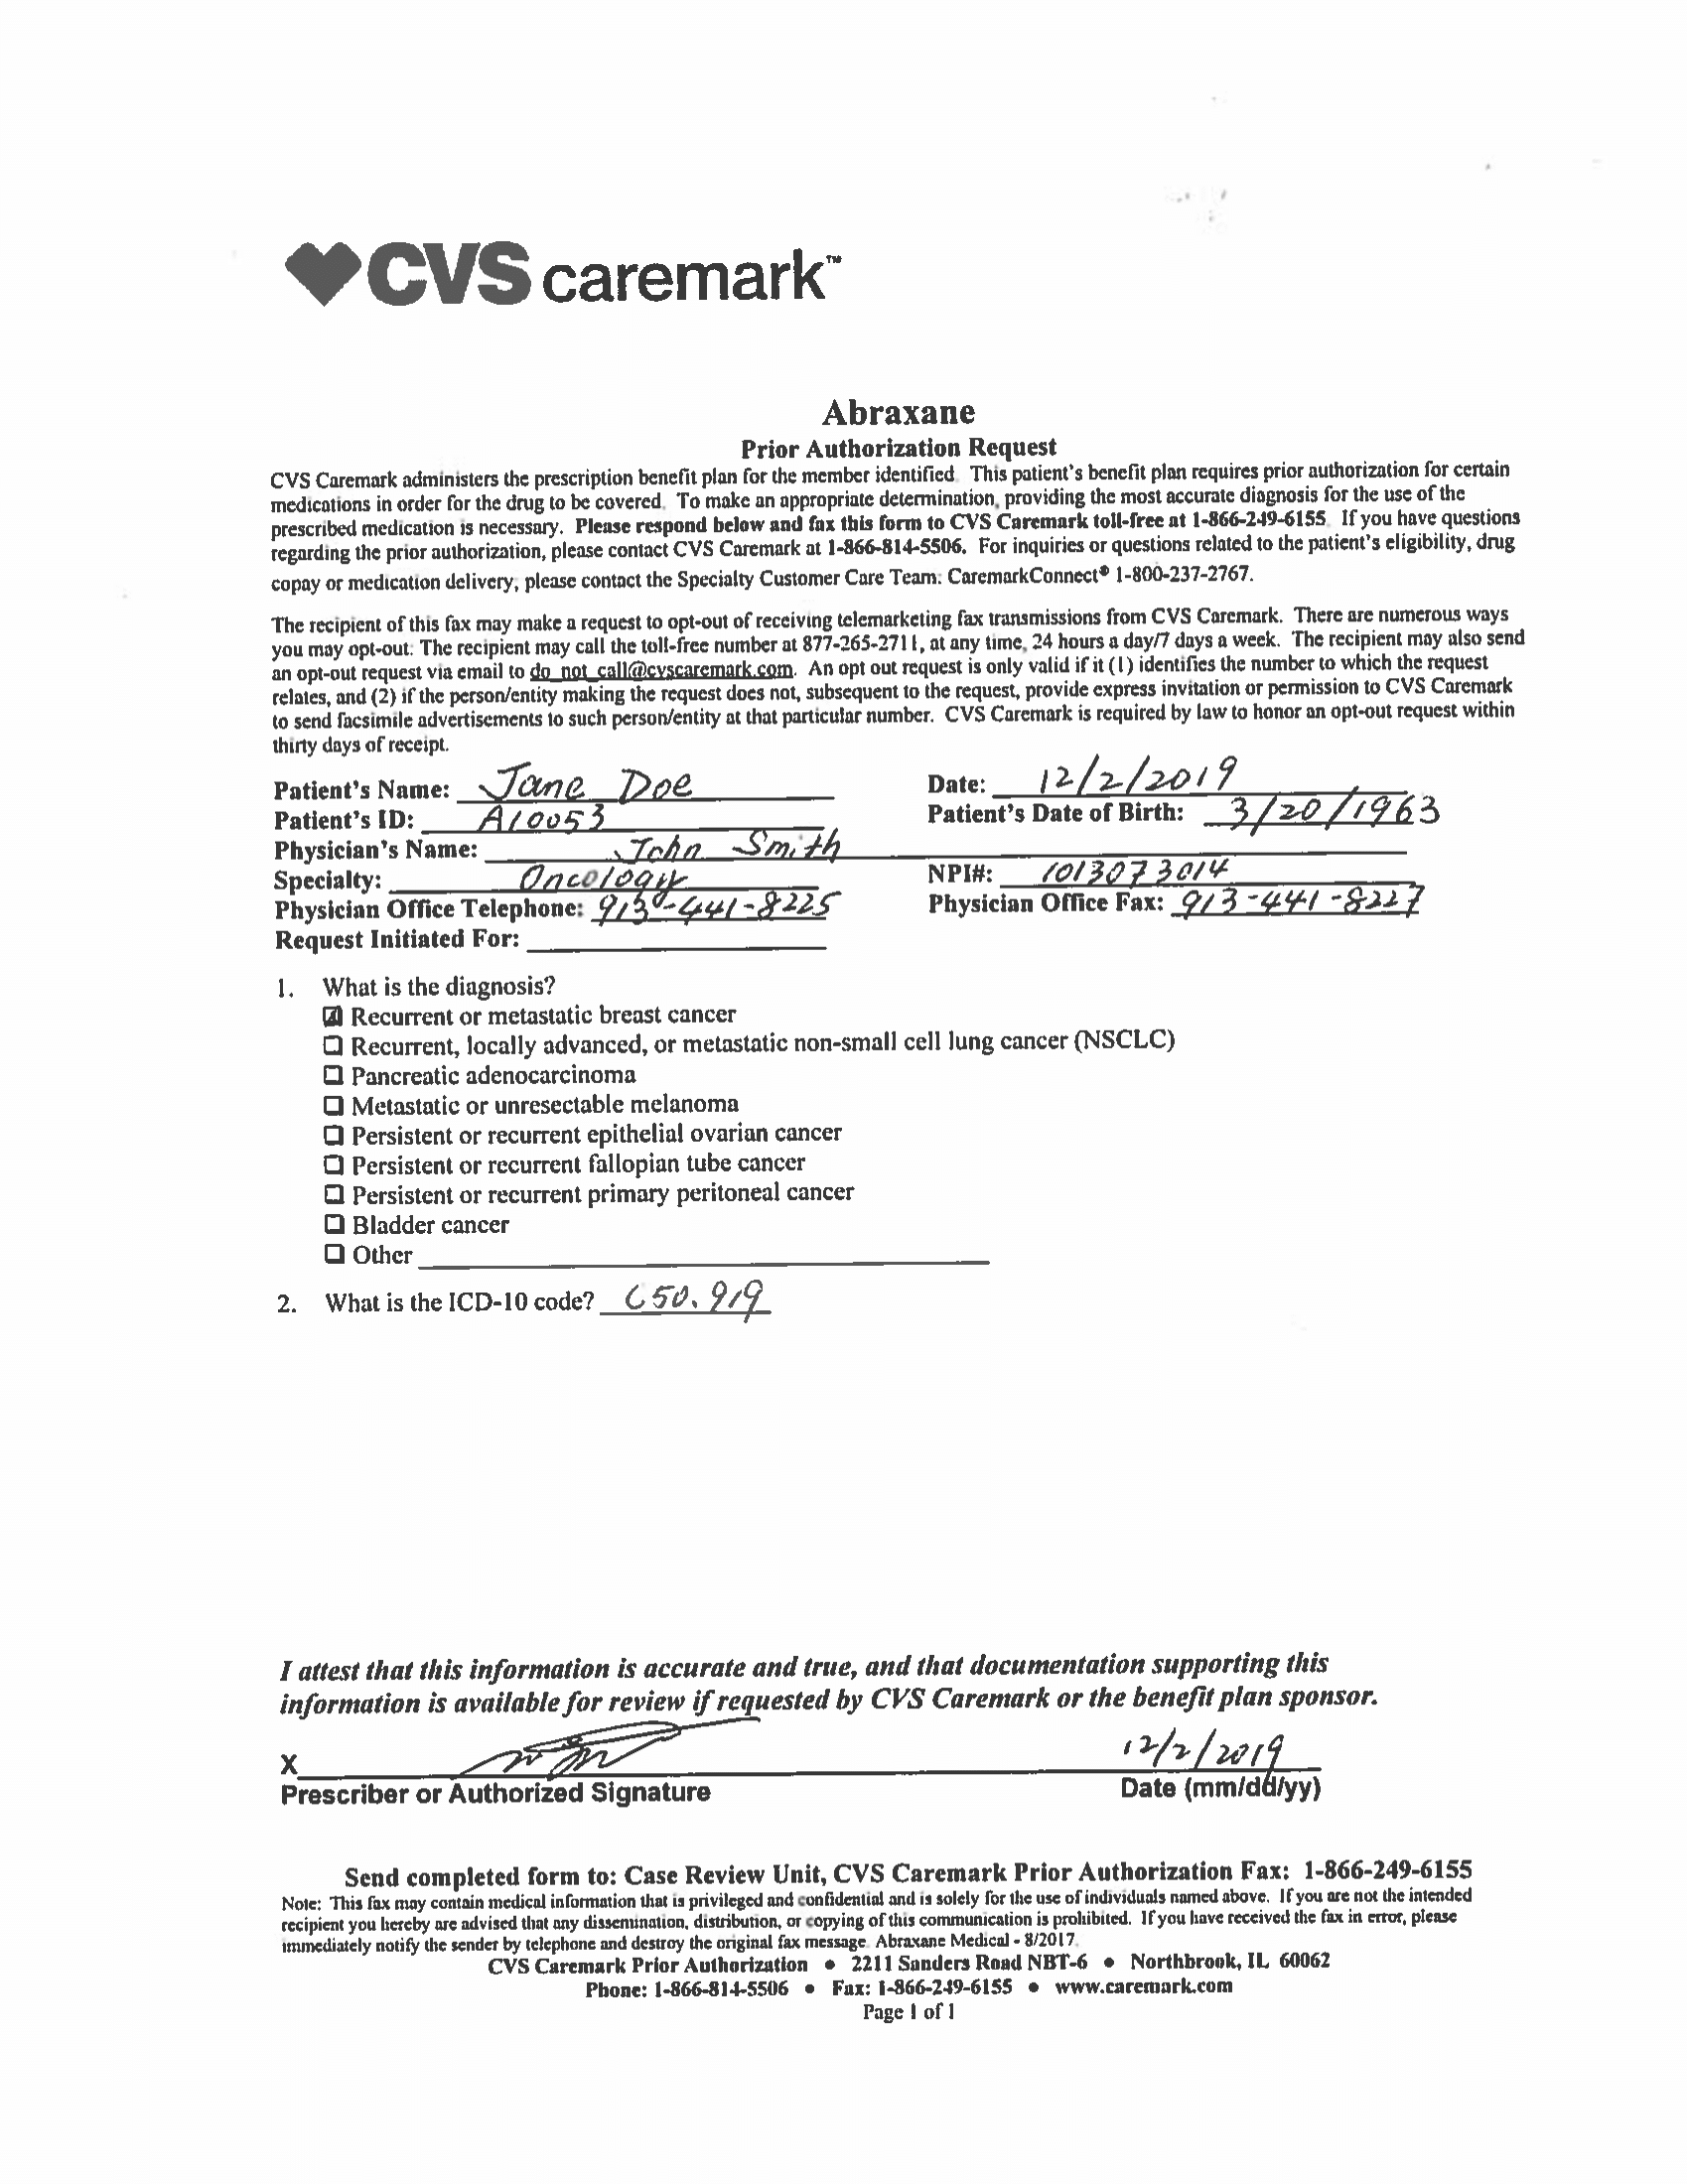 CVS caremark™
Abraxane
Prior Authorization Request
CVS Caremark administers the prescription benefit plan for the member identified. This patient's benefit plan requires prior authorization for certain
medications in order for the drug to be covered. To make an appropriate determination, providing the most accurate diagnosis for the use of the
prescribed medication is necessary. Please respond below and fax this form to CVS Caremark toll-free at 1-866-249-6155. If you have questions
regarding the prior authorization, please contact CVS Caremark at 1-866-814-5506. For inquiries or questions related to the patient's eligibility, drug
copay or medication delivery, please contact the Specialty Customer Care Team: CaremarkConnect® 1-800-237-2767.
The recipient of this fax may make a request to opt-out of receiving telemarketing fax transmissions from CVS Caremark. There are numerous ways
you may opt-out: The recipient may call the toll-free number at 877-265-2711, at any time, 24 hours a day/7 days a week. The recipient may also send
an opt-out request via email to do_not_call@cvscaremark.com. An opt out request is only valid if it (1) identifies the number to which the request
relates, and (2) if the person/entity making the request does not, subsequent to the request, provide express invitation or permission to CVS Caremark
to send facsimile advertisements to such person/entity at that particular number. CVS Caremark is required by law to honor an opt-out request within
thirty days of receipt.
Patient's Name: Jane Doe Date: 12/2/2019
Patient's ID: A10053 Patient's Date of Birth: 3/20/1963
Physician's Name: John Smith
Specialty: Oncology NPI#: 1013073014
Physician Office Telephone: 913-441-8225 Physician Office Fax: 913-441-8227
Request Initiated For:
1. What is the diagnosis?
☑ Recurrent or metastatic breast cancer
☐ Recurrent, locally advanced, or metastatic non-small cell lung cancer (NSCLC)
☐ Pancreatic adenocarcinoma
☐ Metastatic or unresectable melanoma
☐ Persistent or recurrent epithelial ovarian cancer
☐ Persistent or recurrent fallopian tube cancer
☐ Persistent or recurrent primary peritoneal cancer
☐ Bladder cancer
☐ Other
2. What is the ICD-10 code? C50.919
I attest that this information is accurate and true, and that documentation supporting this
information is available for review if requested by CVS Caremark or the benefit plan sponsor.
X 12/2/2019
Prescriber or Authorized Signature Date (mm/dd/yy)
Send completed form to: Case Review Unit, CVS Caremark Prior Authorization Fax: 1-866-249-6155
Note: This fax may contain medical information that is privileged and confidential and is solely for the use of individuals named above. If you are not the intended
recipient you hereby are advised that any dissemination, distribution, or copying of this communication is prohibited. If you have received the fax in error, please
immediately notify the sender by telephone and destroy the original fax message. Abraxane Medical - 8/2017.
CVS Caremark Prior Authorization • 2211 Sanders Road NBT-6 • Northbrook, IL 60062
Phone: 1-866-814-5506 • Fax: 1-866-249-6155 • www.caremark.com
Page 1 of 1